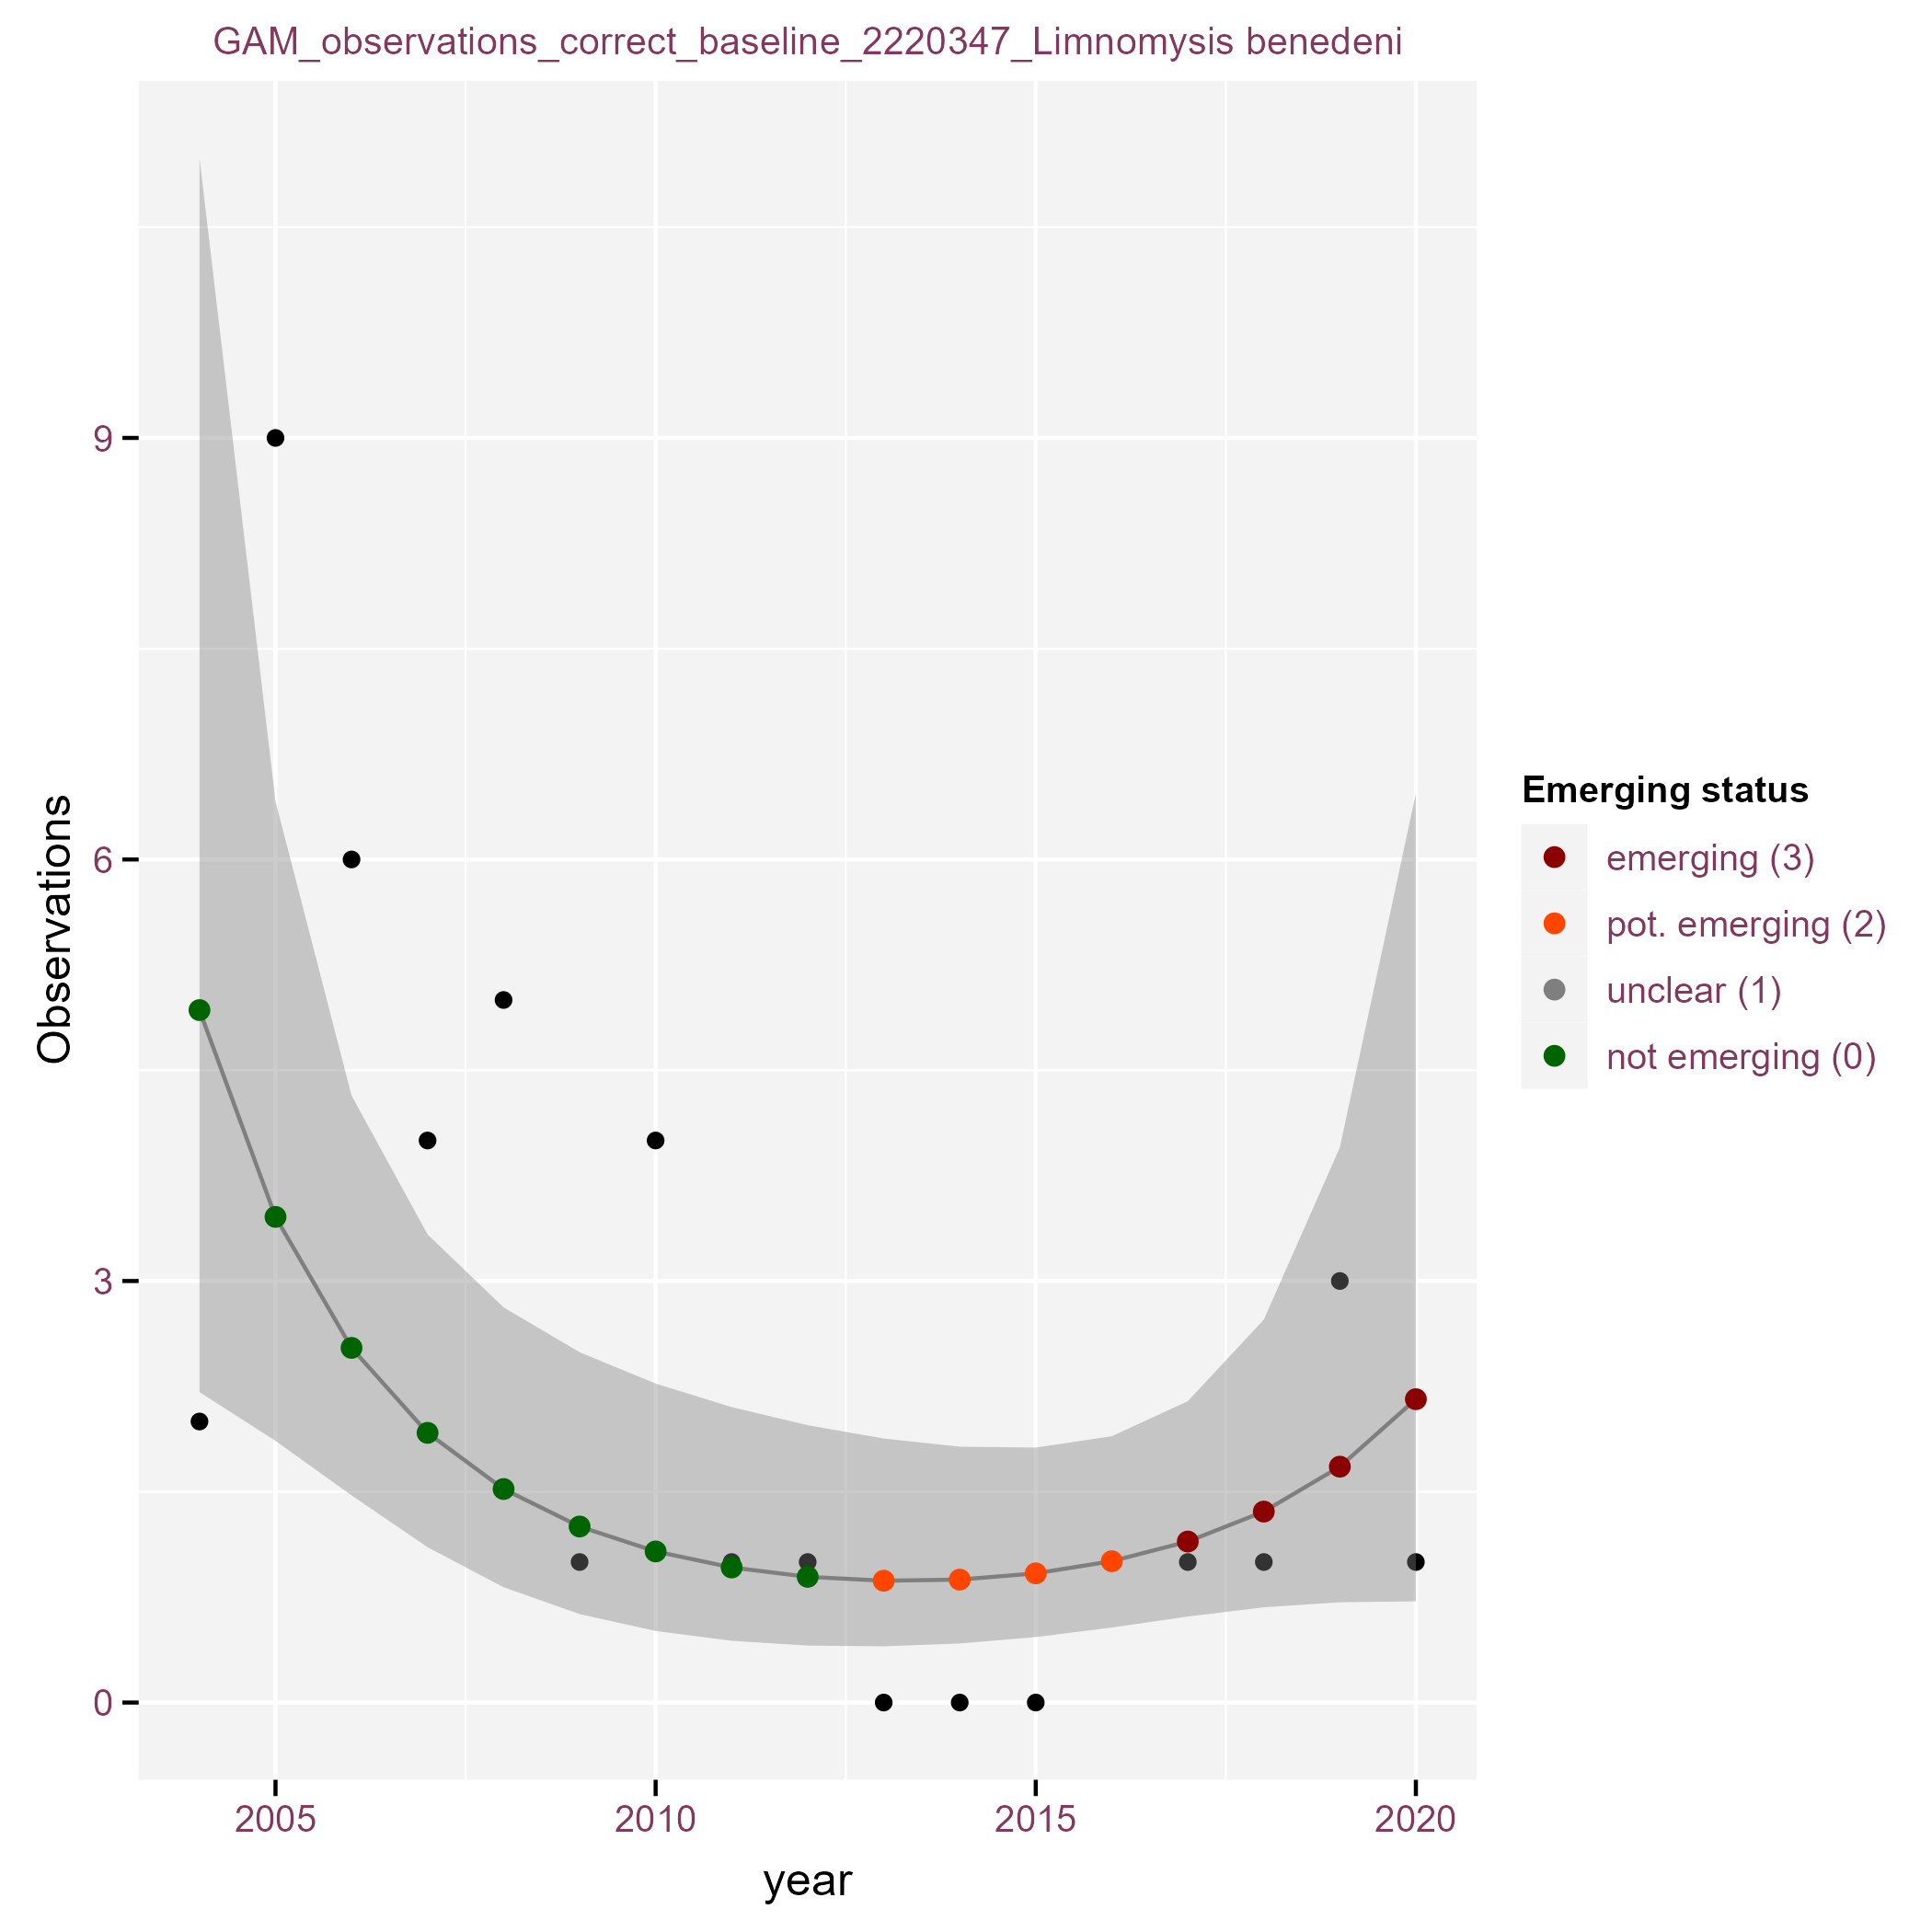 GAM_observations_correct_baseline_2220347_Limnomysis benedeni
Observations
9
6
3
0
2005
2010
2015
2020
year
Emerging status
emerging (3)
pot. emerging (2)
unclear (1)
not emerging (0)